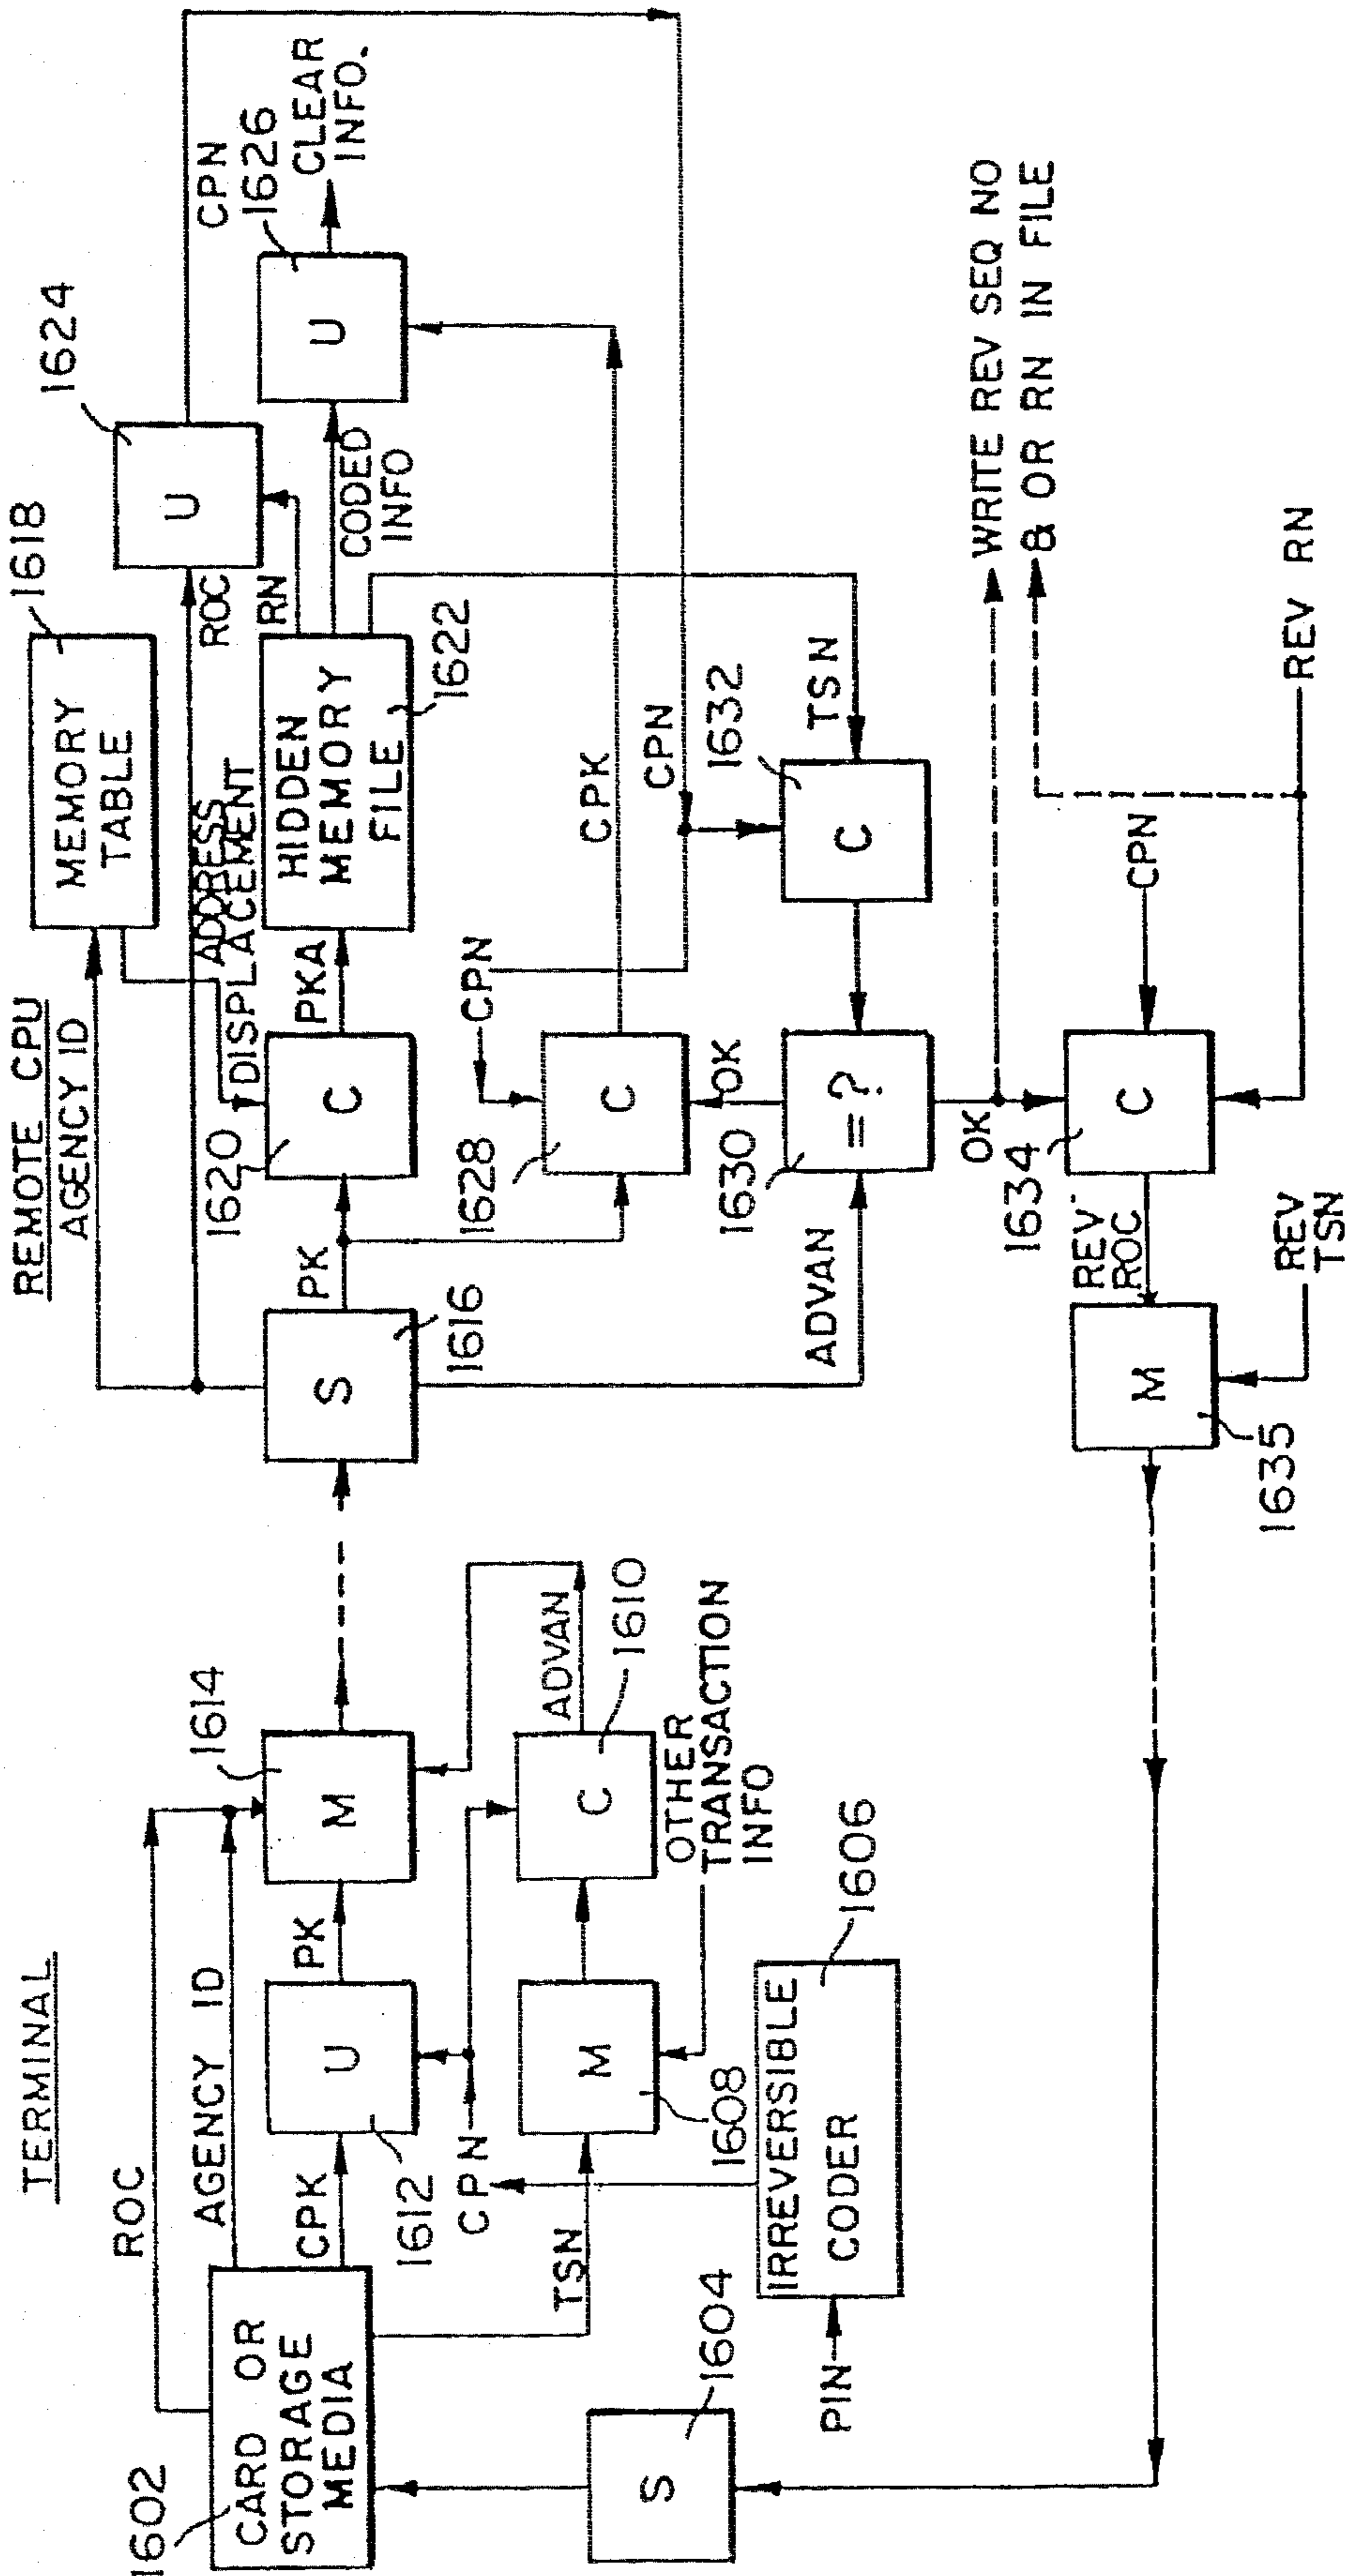 TERMINAL
ROC
AGENCY ID
1602
CARD OR
STORAGE
MEDIA
CPK
U
1612
PK
M
1614
CPN
TSN
M
1608
C
1610
ADVAN
OTHER
TRANSACTION
INFO
S
1604
PIN
IRREVERSIBLE
CODER
1606
REMOTE CPU
AGENCY ID
MEMORY
TABLE
1618
S
1616
PK
C
1620
ADDRESS
DISPLACEMENT
PKA
HIDDEN
MEMORY
FILE
1622
ROC
RN
U
1624
CPN
CODED
INFO
U
1626
CLEAR
INFO.
CPN
C
1628
CPK
CPN
OK
ADVAN
= ?
1630
C
1632
TSN
OK
WRITE REV SEQ NO
& OR RN IN FILE
C
1634
CPN
REV RN
REV
ROC
M
1635
REV
TSN